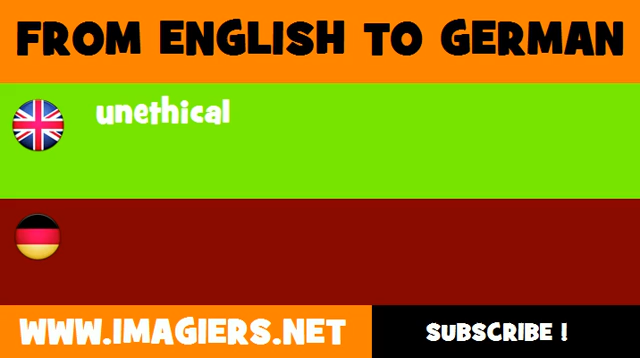 FROM ENGLISH TO GERMAN
unethical
WWW.IMAGIERS.NET
SUBSCRIBE !